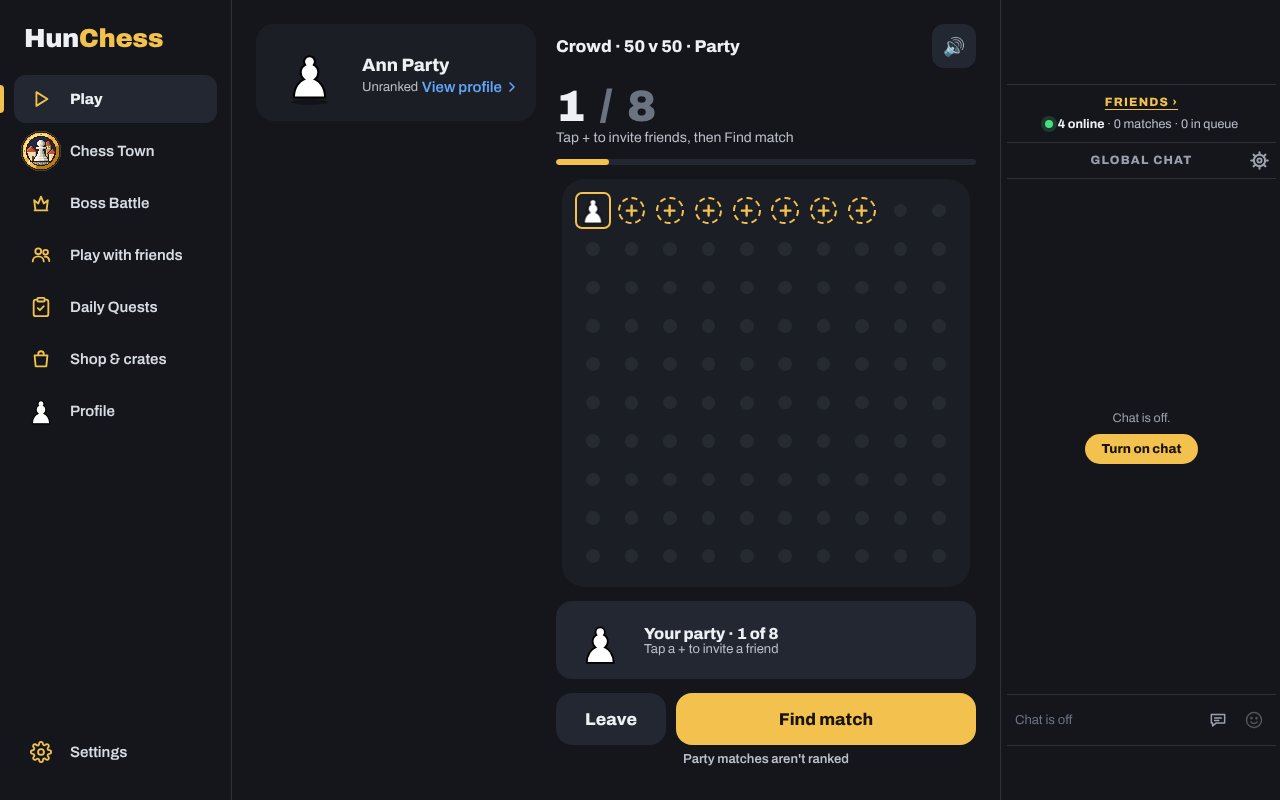 HunChess
Play
Chess Town
Boss Battle
Play with friends
Daily Quests
Shop & crates
Profile
Settings
Ann Party
Unranked View profile ›
Crowd · 50 v 50 · Party
1 / 8
Tap + to invite friends, then Find match
Your party · 1 of 8
Tap a + to invite a friend
Leave
Find match
Party matches aren't ranked
FRIENDS ›
4 online · 0 matches · 0 in queue
GLOBAL CHAT
Chat is off.
Turn on chat
Chat is off